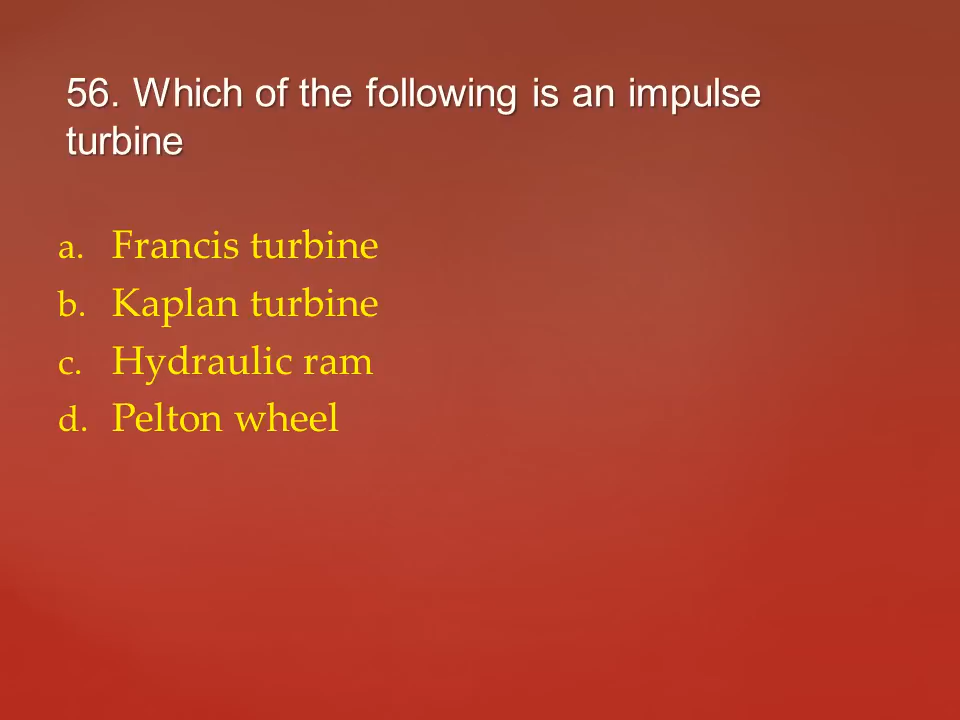 56. Which of the following is an impulse
turbine
a. Francis turbine
b. Kaplan turbine
c. Hydraulic ram
d. Pelton wheel